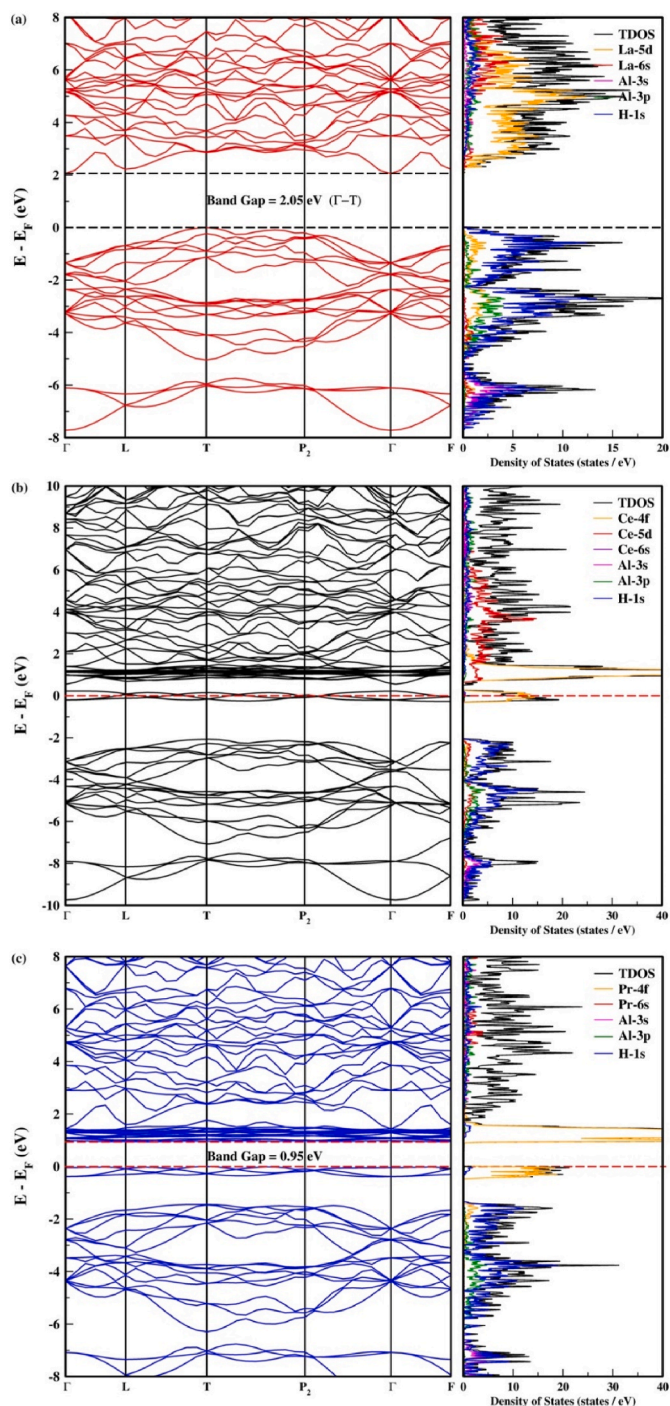 (a)
8
6
4
2
0
-2
-4
-6
-8
E - E_F (eV)
Band Gap = 2.05 eV (Γ–T)
Γ L T P₂ Γ F
TDOS
La-5d
La-6s
Al-3s
Al-3p
H-1s
0 5 10 15 20
Density of States (states / eV)
(b)
10
8
6
4
2
0
-2
-4
-6
-8
-10
E - E_F (eV)
Γ L T P₂ Γ F
TDOS
Ce-4f
Ce-5d
Ce-6s
Al-3s
Al-3p
H-1s
0 10 20 30 40
Density of States (states / eV)
(c)
8
6
4
2
0
-2
-4
-6
-8
E - E_F (eV)
Band Gap = 0.95 eV
Γ L T P₂ Γ F
TDOS
Pr-4f
Pr-6s
Al-3s
Al-3p
H-1s
0 10 20 30 40
Density of States (states / eV)